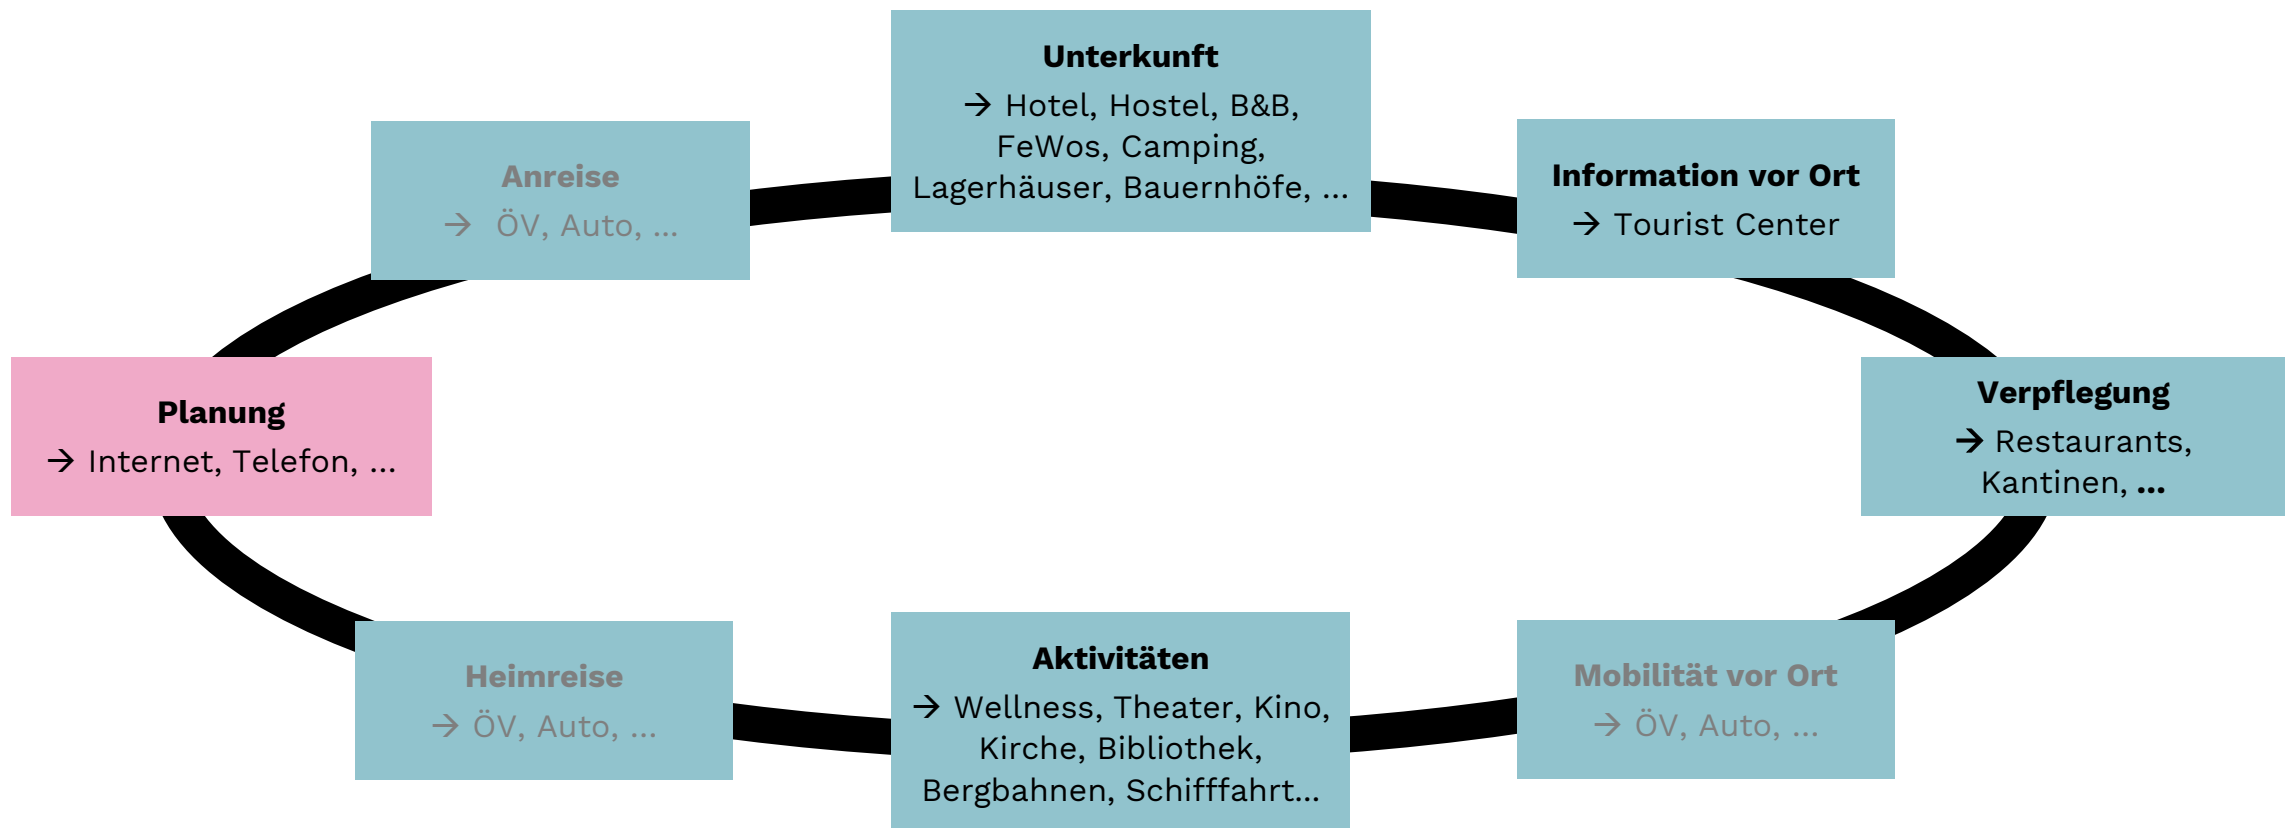 Unterkunft
→ Hotel, Hostel, B&B,
FeWos, Camping,
Lagerhäuser, Bauernhöfe, ...
Anreise
→ ÖV, Auto, ...
Information vor Ort
→ Tourist Center
Planung
→ Internet, Telefon, ...
Verpflegung
→ Restaurants,
Kantinen, ...
Heimreise
→ ÖV, Auto, ...
Aktivitäten
→ Wellness, Theater, Kino,
Kirche, Bibliothek,
Bergbahnen, Schifffahrt...
Mobilität vor Ort
→ ÖV, Auto, ...